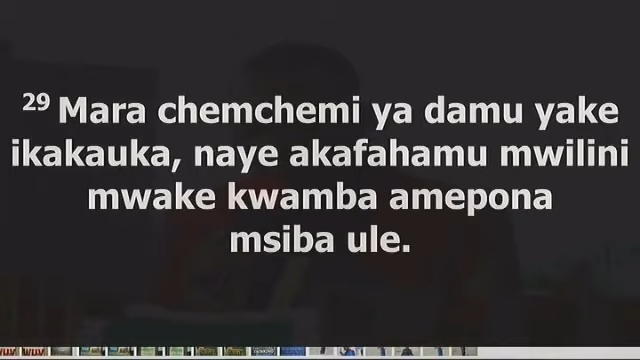 29 Mara chemchemi ya damu yake
ikakauka, naye akafahamu mwilini
mwake kwamba amepona
msiba ule.